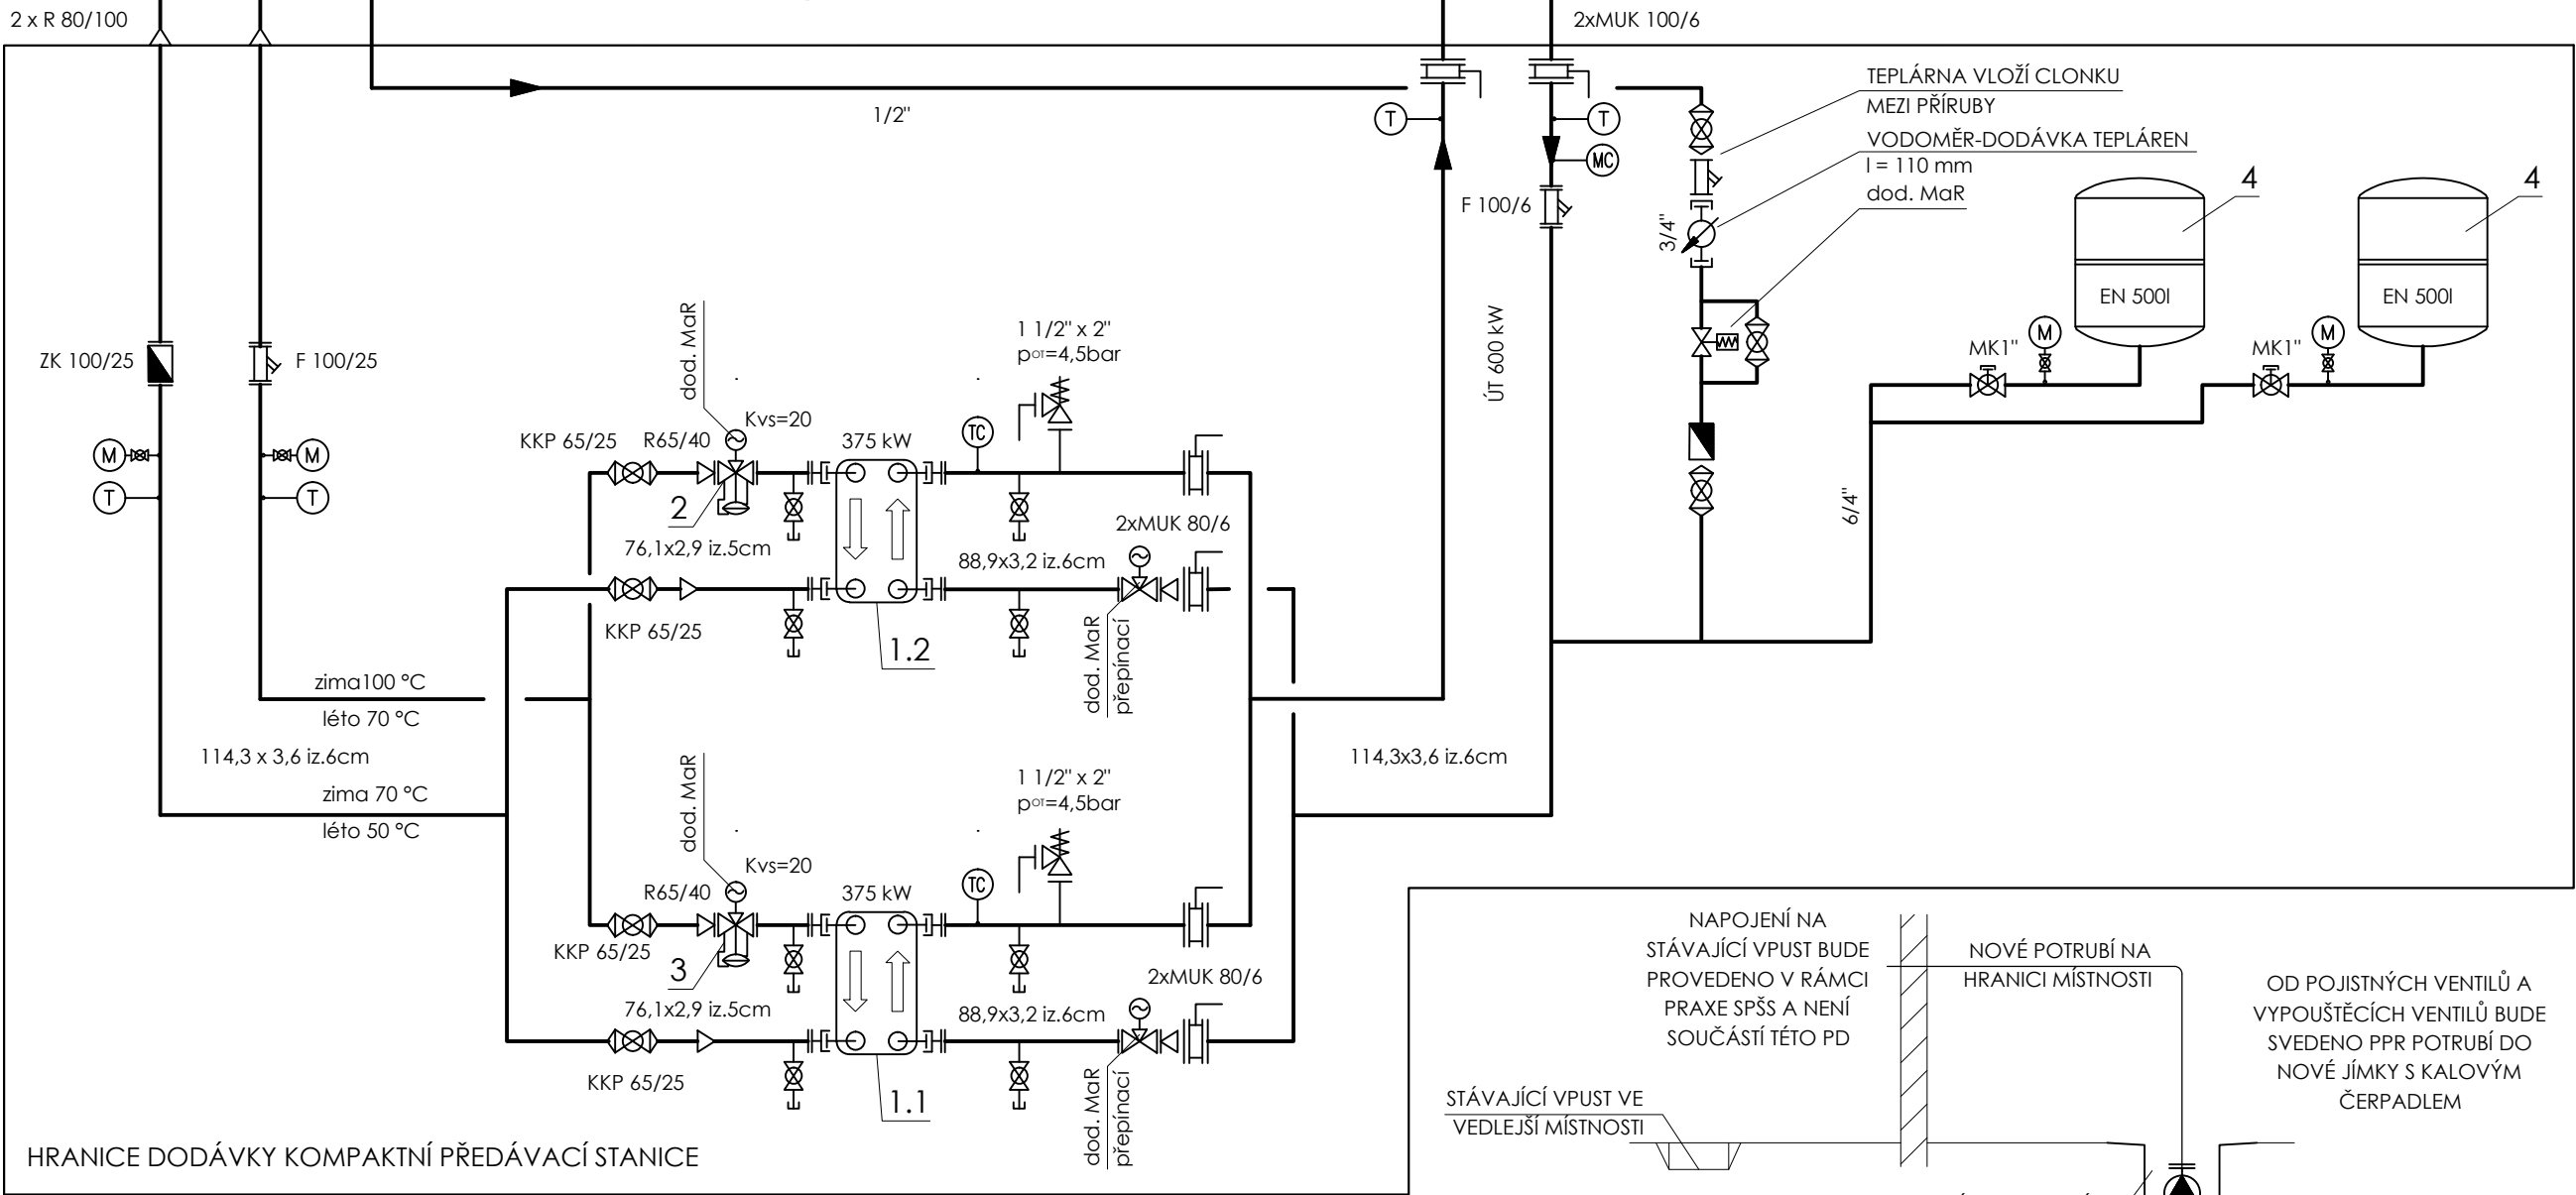 2 x R 80/100
2xMUK 100/6
1/2"
T
T
MC
F 100/6
3/4"
TEPLÁRNA VLOŽÍ CLONKU
MEZI PŘÍRUBY
VODOMĚR-DODÁVKA TEPLÁREN
l = 110 mm
dod. MaR
4
4
EN 500l
EN 500l
M
M
MK1"
MK1"
ZK 100/25
F 100/25
M
M
T
T
dod. MaR
Kvs=20
1 1/2" x 2"
pᴼᵀ=4,5bar
ÚT 600 kW
KKP 65/25
R65/40
375 kW
TC
2
76,1x2,9 iz.5cm
88,9x3,2 iz.6cm
2xMUK 80/6
6/4"
KKP 65/25
1.2
dod. MaR
přepínací
zima100 °C
léto 70 °C
114,3 x 3,6 iz.6cm
zima 70 °C
léto 50 °C
114,3x3,6 iz.6cm
dod. MaR
Kvs=20
1 1/2" x 2"
pᴼᵀ=4,5bar
R65/40
375 kW
TC
KKP 65/25
3
76,1x2,9 iz.5cm
88,9x3,2 iz.6cm
2xMUK 80/6
KKP 65/25
1.1
dod. MaR
přepínací
NAPOJENÍ NA
STÁVAJÍCÍ VPUST BUDE
PROVEDENO V RÁMCI
PRAXE SPŠS A NENÍ
SOUČÁSTÍ TÉTO PD
NOVÉ POTRUBÍ NA
HRANICI MÍSTNOSTI
OD POJISTNÝCH VENTILŮ A
VYPOUŠTĚCÍCH VENTILŮ BUDE
SVEDENO PPR POTRUBÍ DO
NOVÉ JÍMKY S KALOVÝM
ČERPADLEM
STÁVAJÍCÍ VPUST VE
VEDLEJŠÍ MÍSTNOSTI
HRANICE DODÁVKY KOMPAKTNÍ PŘEDÁVACÍ STANICE